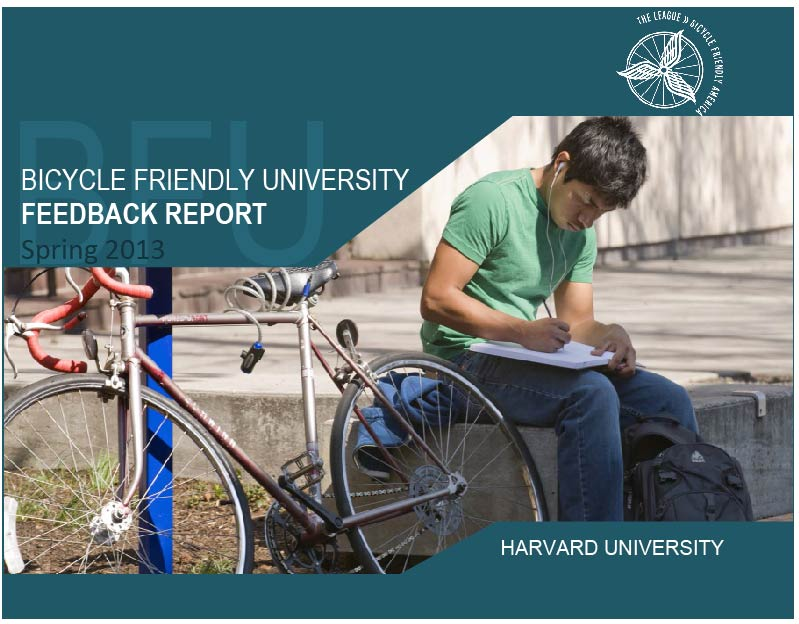 THE LEAGUE » BICYCLE FRIENDLY AMERICA
BFU
BICYCLE FRIENDLY UNIVERSITY
FEEDBACK REPORT
Spring 2013
HARVARD UNIVERSITY